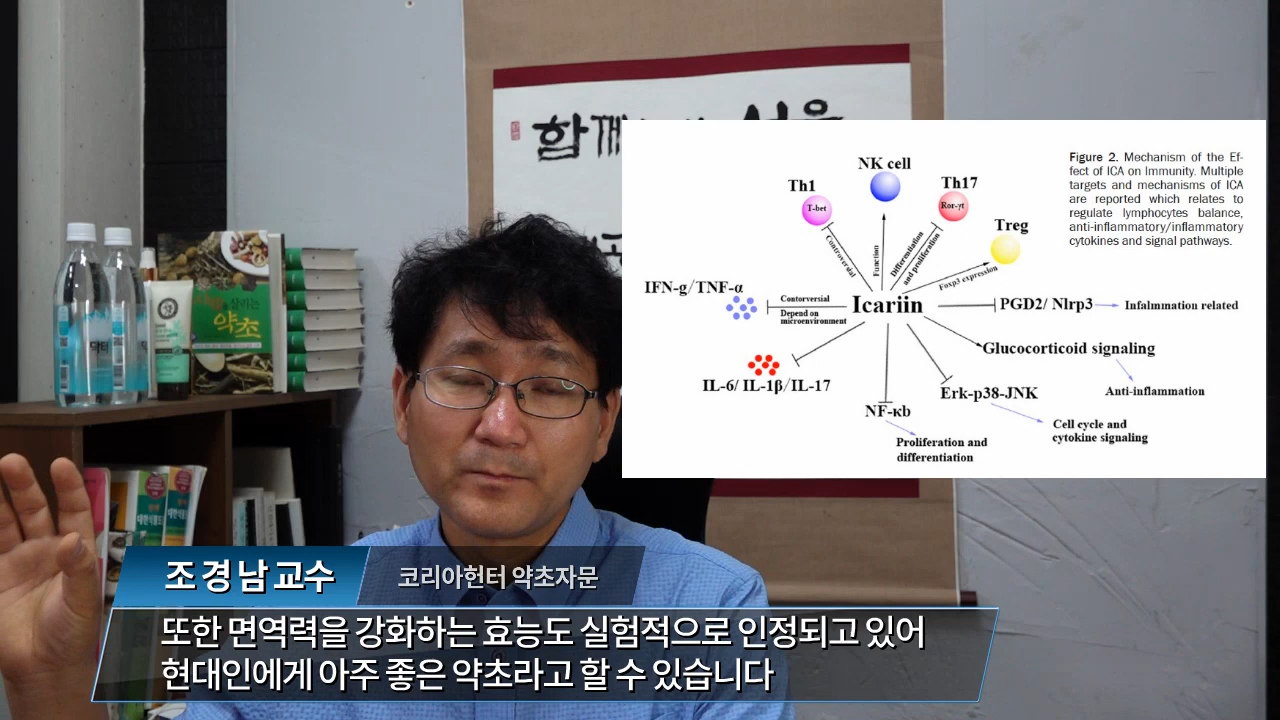 함께
Figure 2. Mechanism of the Ef-
fect of ICA on Immunity. Multiple
targets and mechanisms of ICA
are reported which relates to
regulate lymphocytes balance,
anti-inflammatory/inflammatory
cytokines and signal pathways.
NK cell
Th1
T-bet
Th17
Ror-γt
Treg
Controversial
Function
Differentiation
and proliferation
Foxp3 expression
IFN-g/TNF-α
Contorversial
Depend on
microenvironment
Icariin
PGD2/ Nlrp3
Infalmmation related
Glucocorticoid signaling
Anti-inflammation
IL-6/ IL-1β/IL-17
NF-κb
Proliferation and
differentiation
Erk-p38-JNK
Cell cycle and
cytokine signaling
살리는
약초
닥터
조경남 교수
코리아헌터 약초자문
또한 면역력을 강화하는 효능도 실험적으로 인정되고 있어
현대인에게 아주 좋은 약초라고 할 수 있습니다